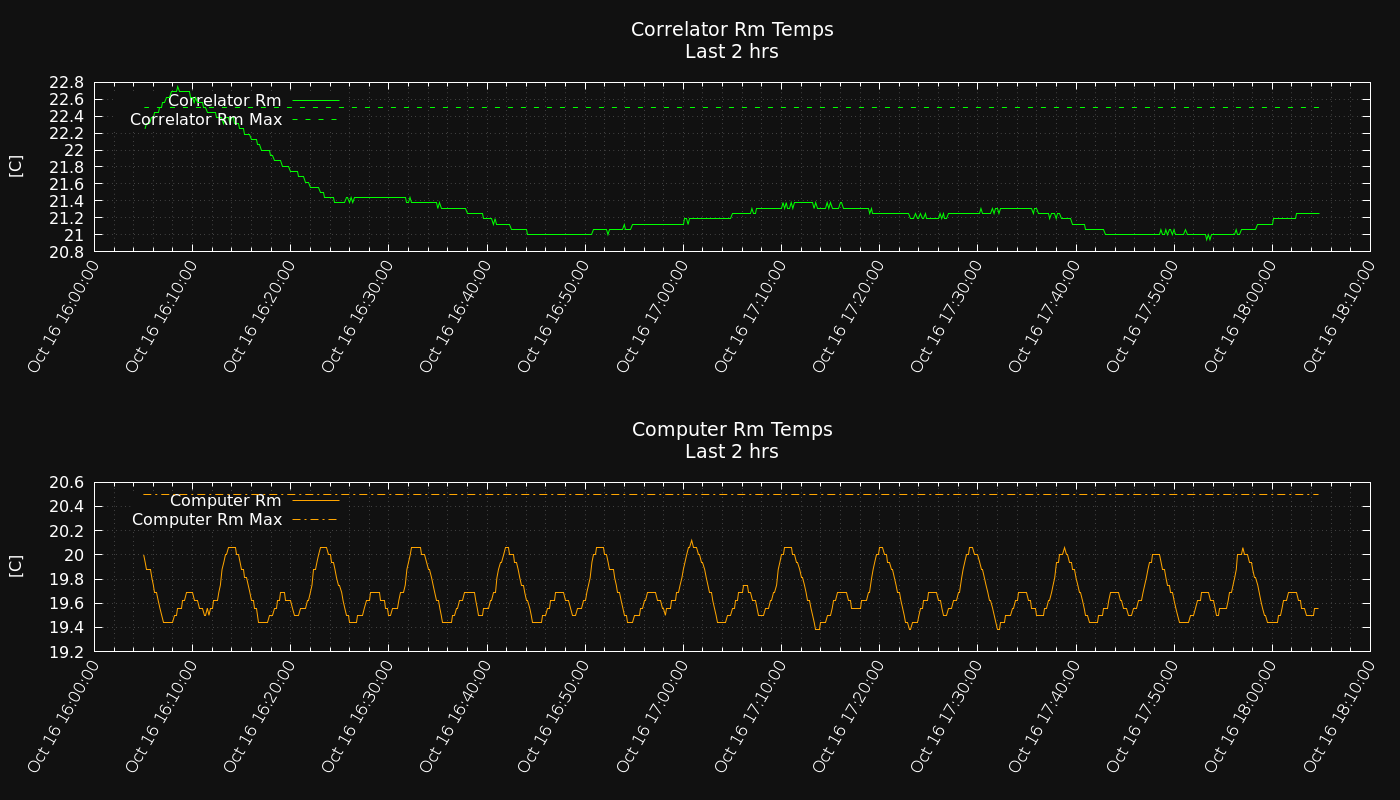 Correlator Rm Temps
Last 2 hrs
[C]
22.8
22.6
22.4
22.2
22
21.8
21.6
21.4
21.2
21
20.8
Correlator Rm
Correlator Rm Max
Oct 16 16:00:00
Oct 16 16:10:00
Oct 16 16:20:00
Oct 16 16:30:00
Oct 16 16:40:00
Oct 16 16:50:00
Oct 16 17:00:00
Oct 16 17:10:00
Oct 16 17:20:00
Oct 16 17:30:00
Oct 16 17:40:00
Oct 16 17:50:00
Oct 16 18:00:00
Oct 16 18:10:00
Computer Rm Temps
Last 2 hrs
[C]
20.6
20.4
20.2
20
19.8
19.6
19.4
19.2
Computer Rm
Computer Rm Max
Oct 16 16:00:00
Oct 16 16:10:00
Oct 16 16:20:00
Oct 16 16:30:00
Oct 16 16:40:00
Oct 16 16:50:00
Oct 16 17:00:00
Oct 16 17:10:00
Oct 16 17:20:00
Oct 16 17:30:00
Oct 16 17:40:00
Oct 16 17:50:00
Oct 16 18:00:00
Oct 16 18:10:00